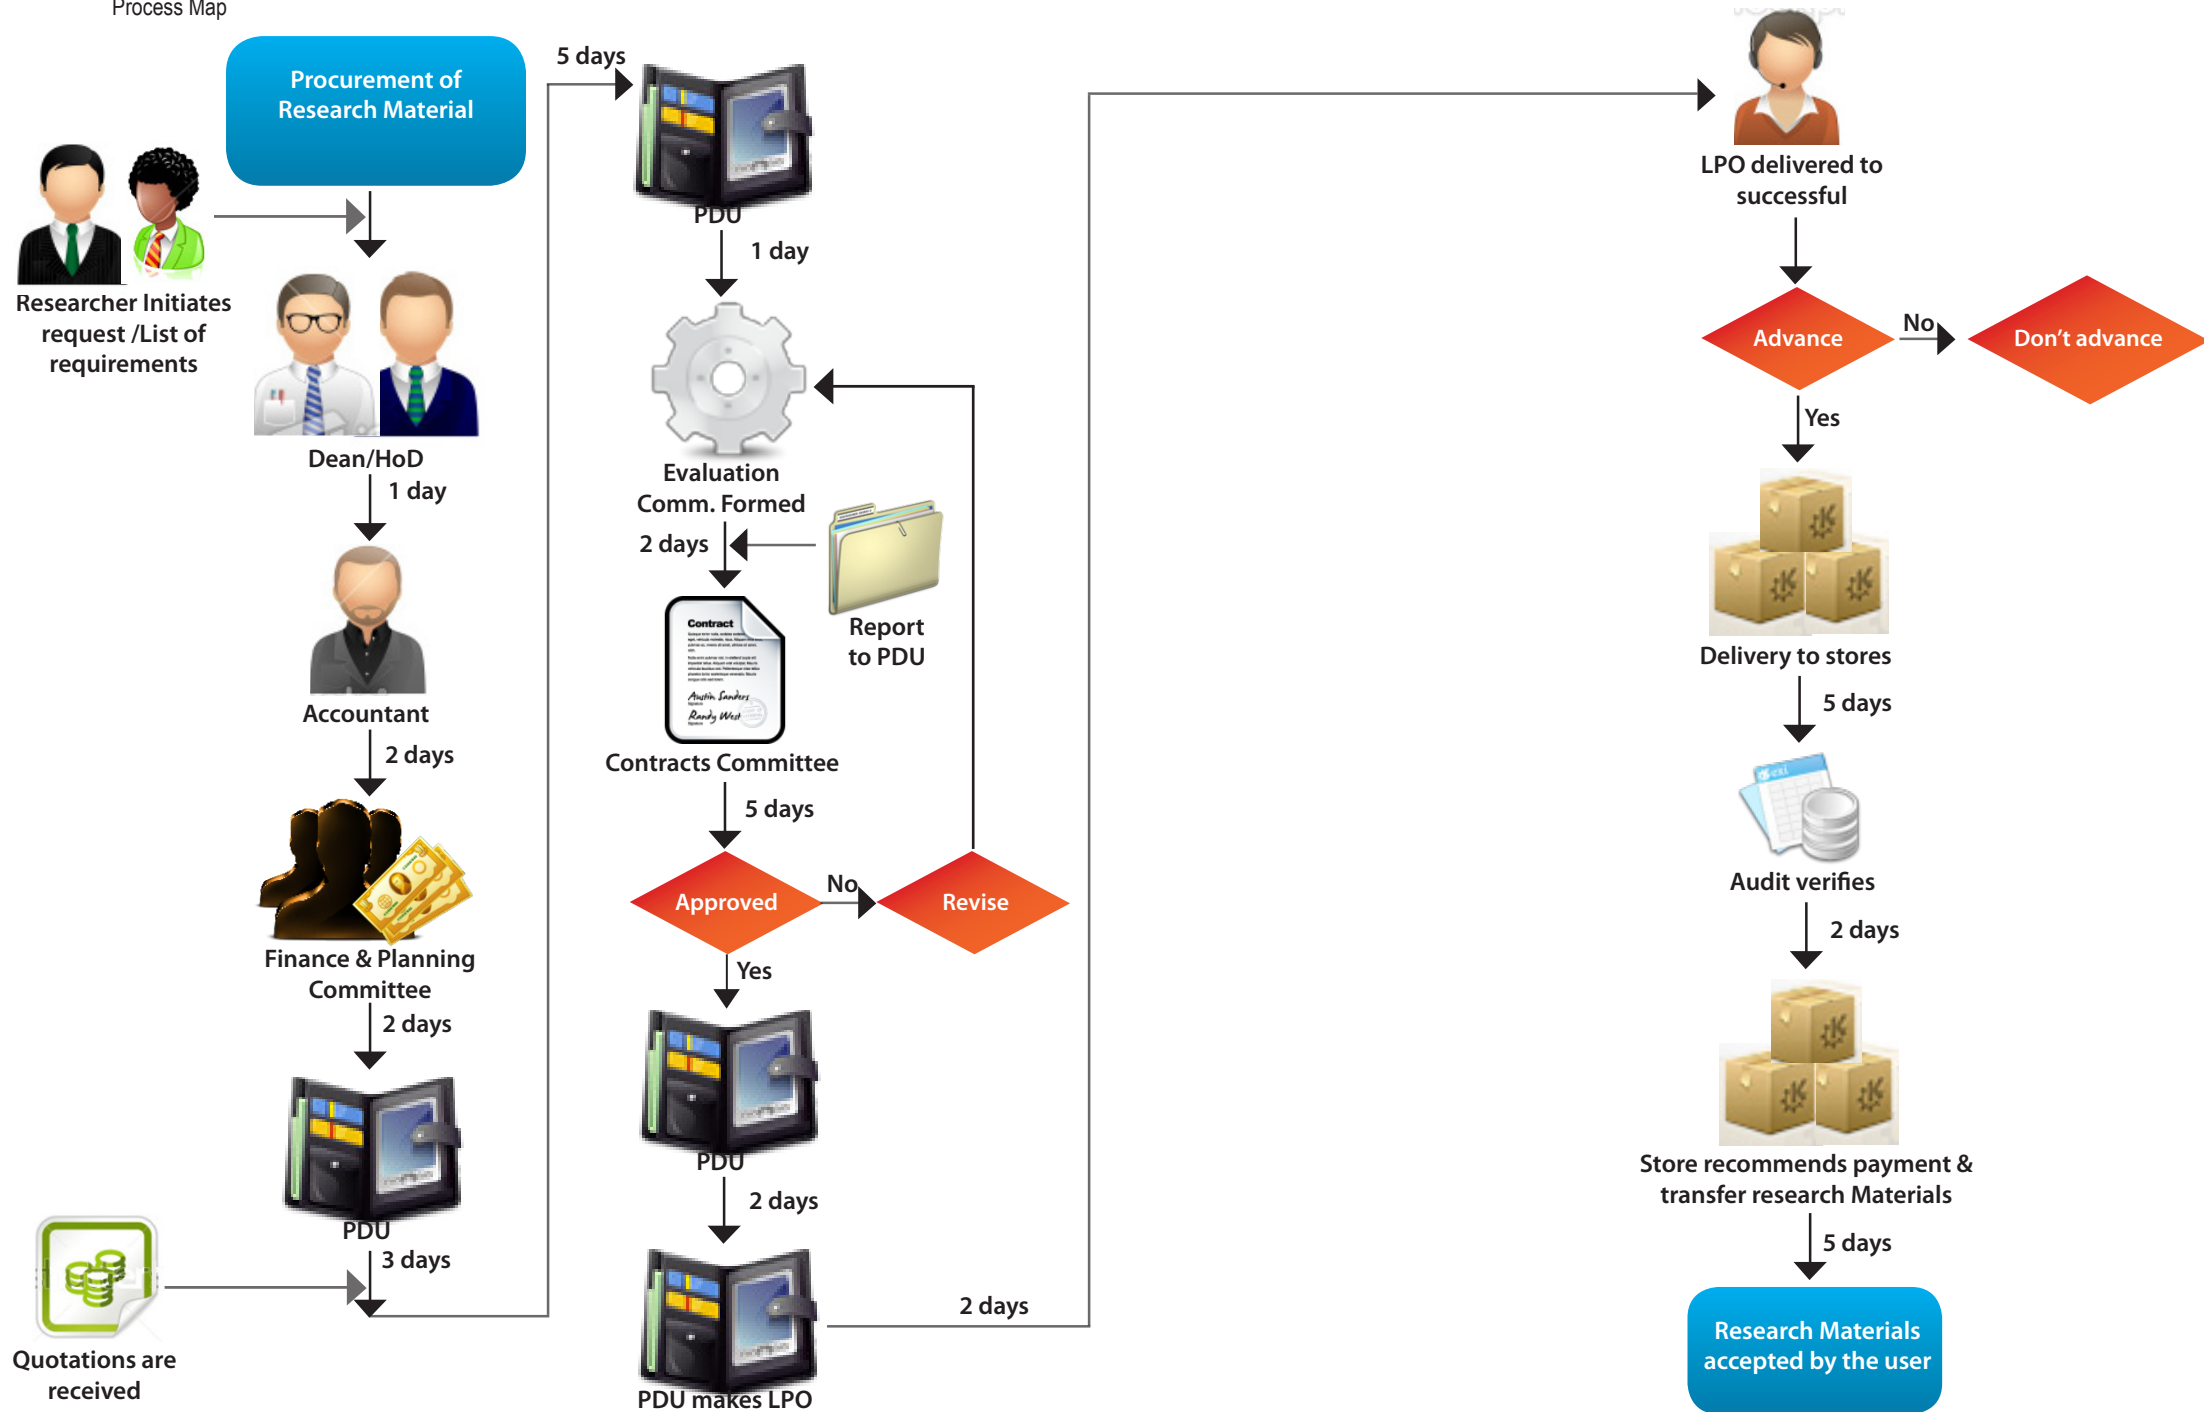 Process Map
Procurement of
Research Material
Researcher Initiates
request /List of
requirements
Dean/HoD
1 day
Accountant
2 days
Finance & Planning
Committee
2 days
PDU
3 days
Quotations are
received
5 days
PDU
1 day
Evaluation
Comm. Formed
2 days
Report
to PDU
Contract
Austin Sanders
Randy West
Contracts Committee
5 days
Approved
No
Revise
Yes
PDU
2 days
PDU makes LPO
2 days
LPO delivered to
successful
Advance
No
Don't advance
Yes
Delivery to stores
5 days
Audit verifies
2 days
Store recommends payment &
transfer research Materials
5 days
Research Materials
accepted by the user